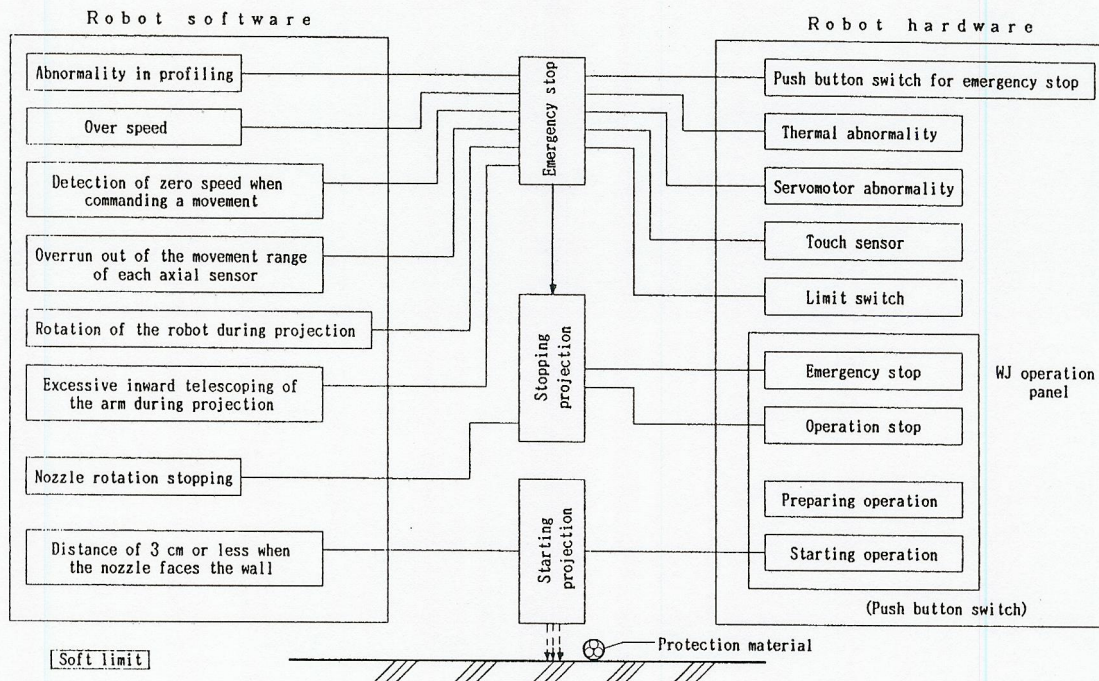 Robot software
Abnormality in profiling
Over speed
Detection of zero speed when
commanding a movement
Overrun out of the movement range
of each axial sensor
Rotation of the robot during projection
Excessive inward telescoping of
the arm during projection
Nozzle rotation stopping
Distance of 3 cm or less when
the nozzle faces the wall
Soft limit
Emergency stop
Stopping
projection
Starting
projection
Robot hardware
Push button switch for emergency stop
Thermal abnormality
Servomotor abnormality
Touch sensor
Limit switch
Emergency stop
Operation stop
Preparing operation
Starting operation
WJ operation
panel
(Push button switch)
Protection material